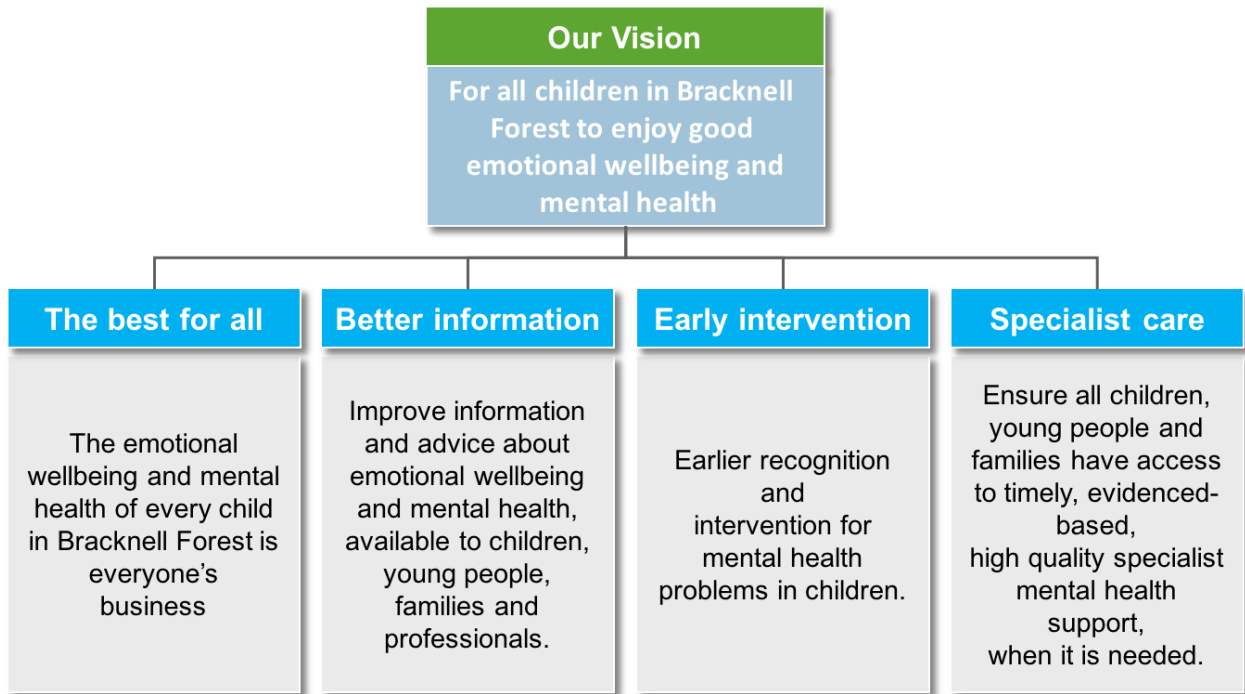 Our Vision
For all children in Bracknell
Forest to enjoy good
emotional wellbeing and
mental health
The best for all
The emotional
wellbeing and mental
health of every child
in Bracknell Forest is
everyone’s
business
Better information
Improve information
and advice about
emotional wellbeing
and mental health,
available to children,
young people,
families and
professionals.
Early intervention
Earlier recognition
and
intervention for
mental health
problems in children.
Specialist care
Ensure all children,
young people and
families have access
to timely, evidenced-
based,
high quality specialist
mental health
support,
when it is needed.